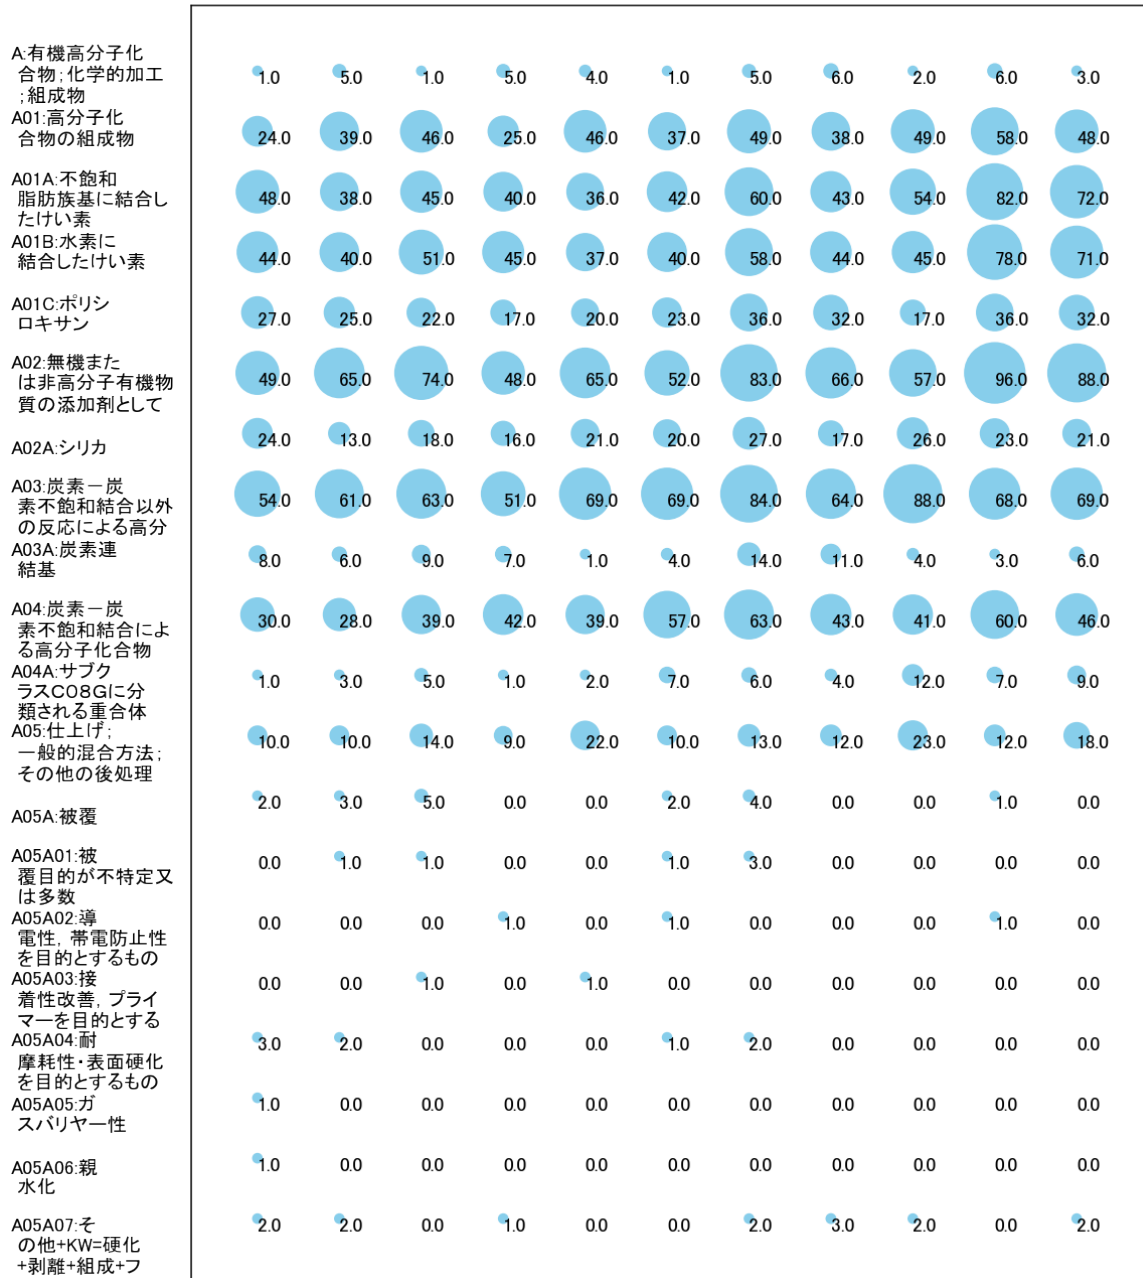 A:有機高分子化
合物;化学的加工
;組成物
1.0 5.0 1.0 5.0 4.0 1.0 5.0 6.0 2.0 6.0 3.0
A01:高分子化
合物の組成物
24.0 39.0 46.0 25.0 46.0 37.0 49.0 38.0 49.0 58.0 48.0
A01A:不飽和
脂肪族基に結合し
たけい素
48.0 38.0 45.0 40.0 36.0 42.0 60.0 43.0 54.0 82.0 72.0
A01B:水素に
結合したけい素
44.0 40.0 51.0 45.0 37.0 40.0 58.0 44.0 45.0 78.0 71.0
A01C:ポリシ
ロキサン
27.0 25.0 22.0 17.0 20.0 23.0 36.0 32.0 17.0 36.0 32.0
A02:無機また
は非高分子有機物
質の添加剤として
49.0 65.0 74.0 48.0 65.0 52.0 83.0 66.0 57.0 96.0 88.0
A02A:シリカ
24.0 13.0 18.0 16.0 21.0 20.0 27.0 17.0 26.0 23.0 21.0
A03:炭素－炭
素不飽和結合以外
の反応による高分
54.0 61.0 63.0 51.0 69.0 69.0 84.0 64.0 88.0 68.0 69.0
A03A:炭素連
結基
8.0 6.0 9.0 7.0 1.0 4.0 14.0 11.0 4.0 3.0 6.0
A04:炭素－炭
素不飽和結合によ
る高分子化合物
30.0 28.0 39.0 42.0 39.0 57.0 63.0 43.0 41.0 60.0 46.0
A04A:サブク
ラスC08Gに分
類される重合体
1.0 3.0 5.0 1.0 2.0 7.0 6.0 4.0 12.0 7.0 9.0
A05:仕上げ;
一般的混合方法;
その他の後処理
10.0 10.0 14.0 9.0 22.0 10.0 13.0 12.0 23.0 12.0 18.0
A05A:被覆
2.0 3.0 5.0 0.0 0.0 2.0 4.0 0.0 0.0 1.0 0.0
A05A01:被
覆目的が不特定又
は多数
0.0 1.0 1.0 0.0 0.0 1.0 3.0 0.0 0.0 0.0 0.0
A05A02:導
電性，帯電防止性
を目的とするもの
0.0 0.0 0.0 1.0 0.0 1.0 0.0 0.0 0.0 1.0 0.0
A05A03:接
着性改善，プライ
マーを目的とする
0.0 0.0 1.0 0.0 1.0 0.0 0.0 0.0 0.0 0.0 0.0
A05A04:耐
摩耗性・表面硬化
を目的とするもの
3.0 2.0 0.0 0.0 0.0 1.0 2.0 0.0 0.0 0.0 0.0
A05A05:ガ
スバリヤー性
1.0 0.0 0.0 0.0 0.0 0.0 0.0 0.0 0.0 0.0 0.0
A05A06:親
水化
1.0 0.0 0.0 0.0 0.0 0.0 0.0 0.0 0.0 0.0 0.0
A05A07:そ
の他+KW=硬化
+剥離+組成+フ
2.0 2.0 0.0 1.0 0.0 0.0 2.0 3.0 2.0 0.0 2.0